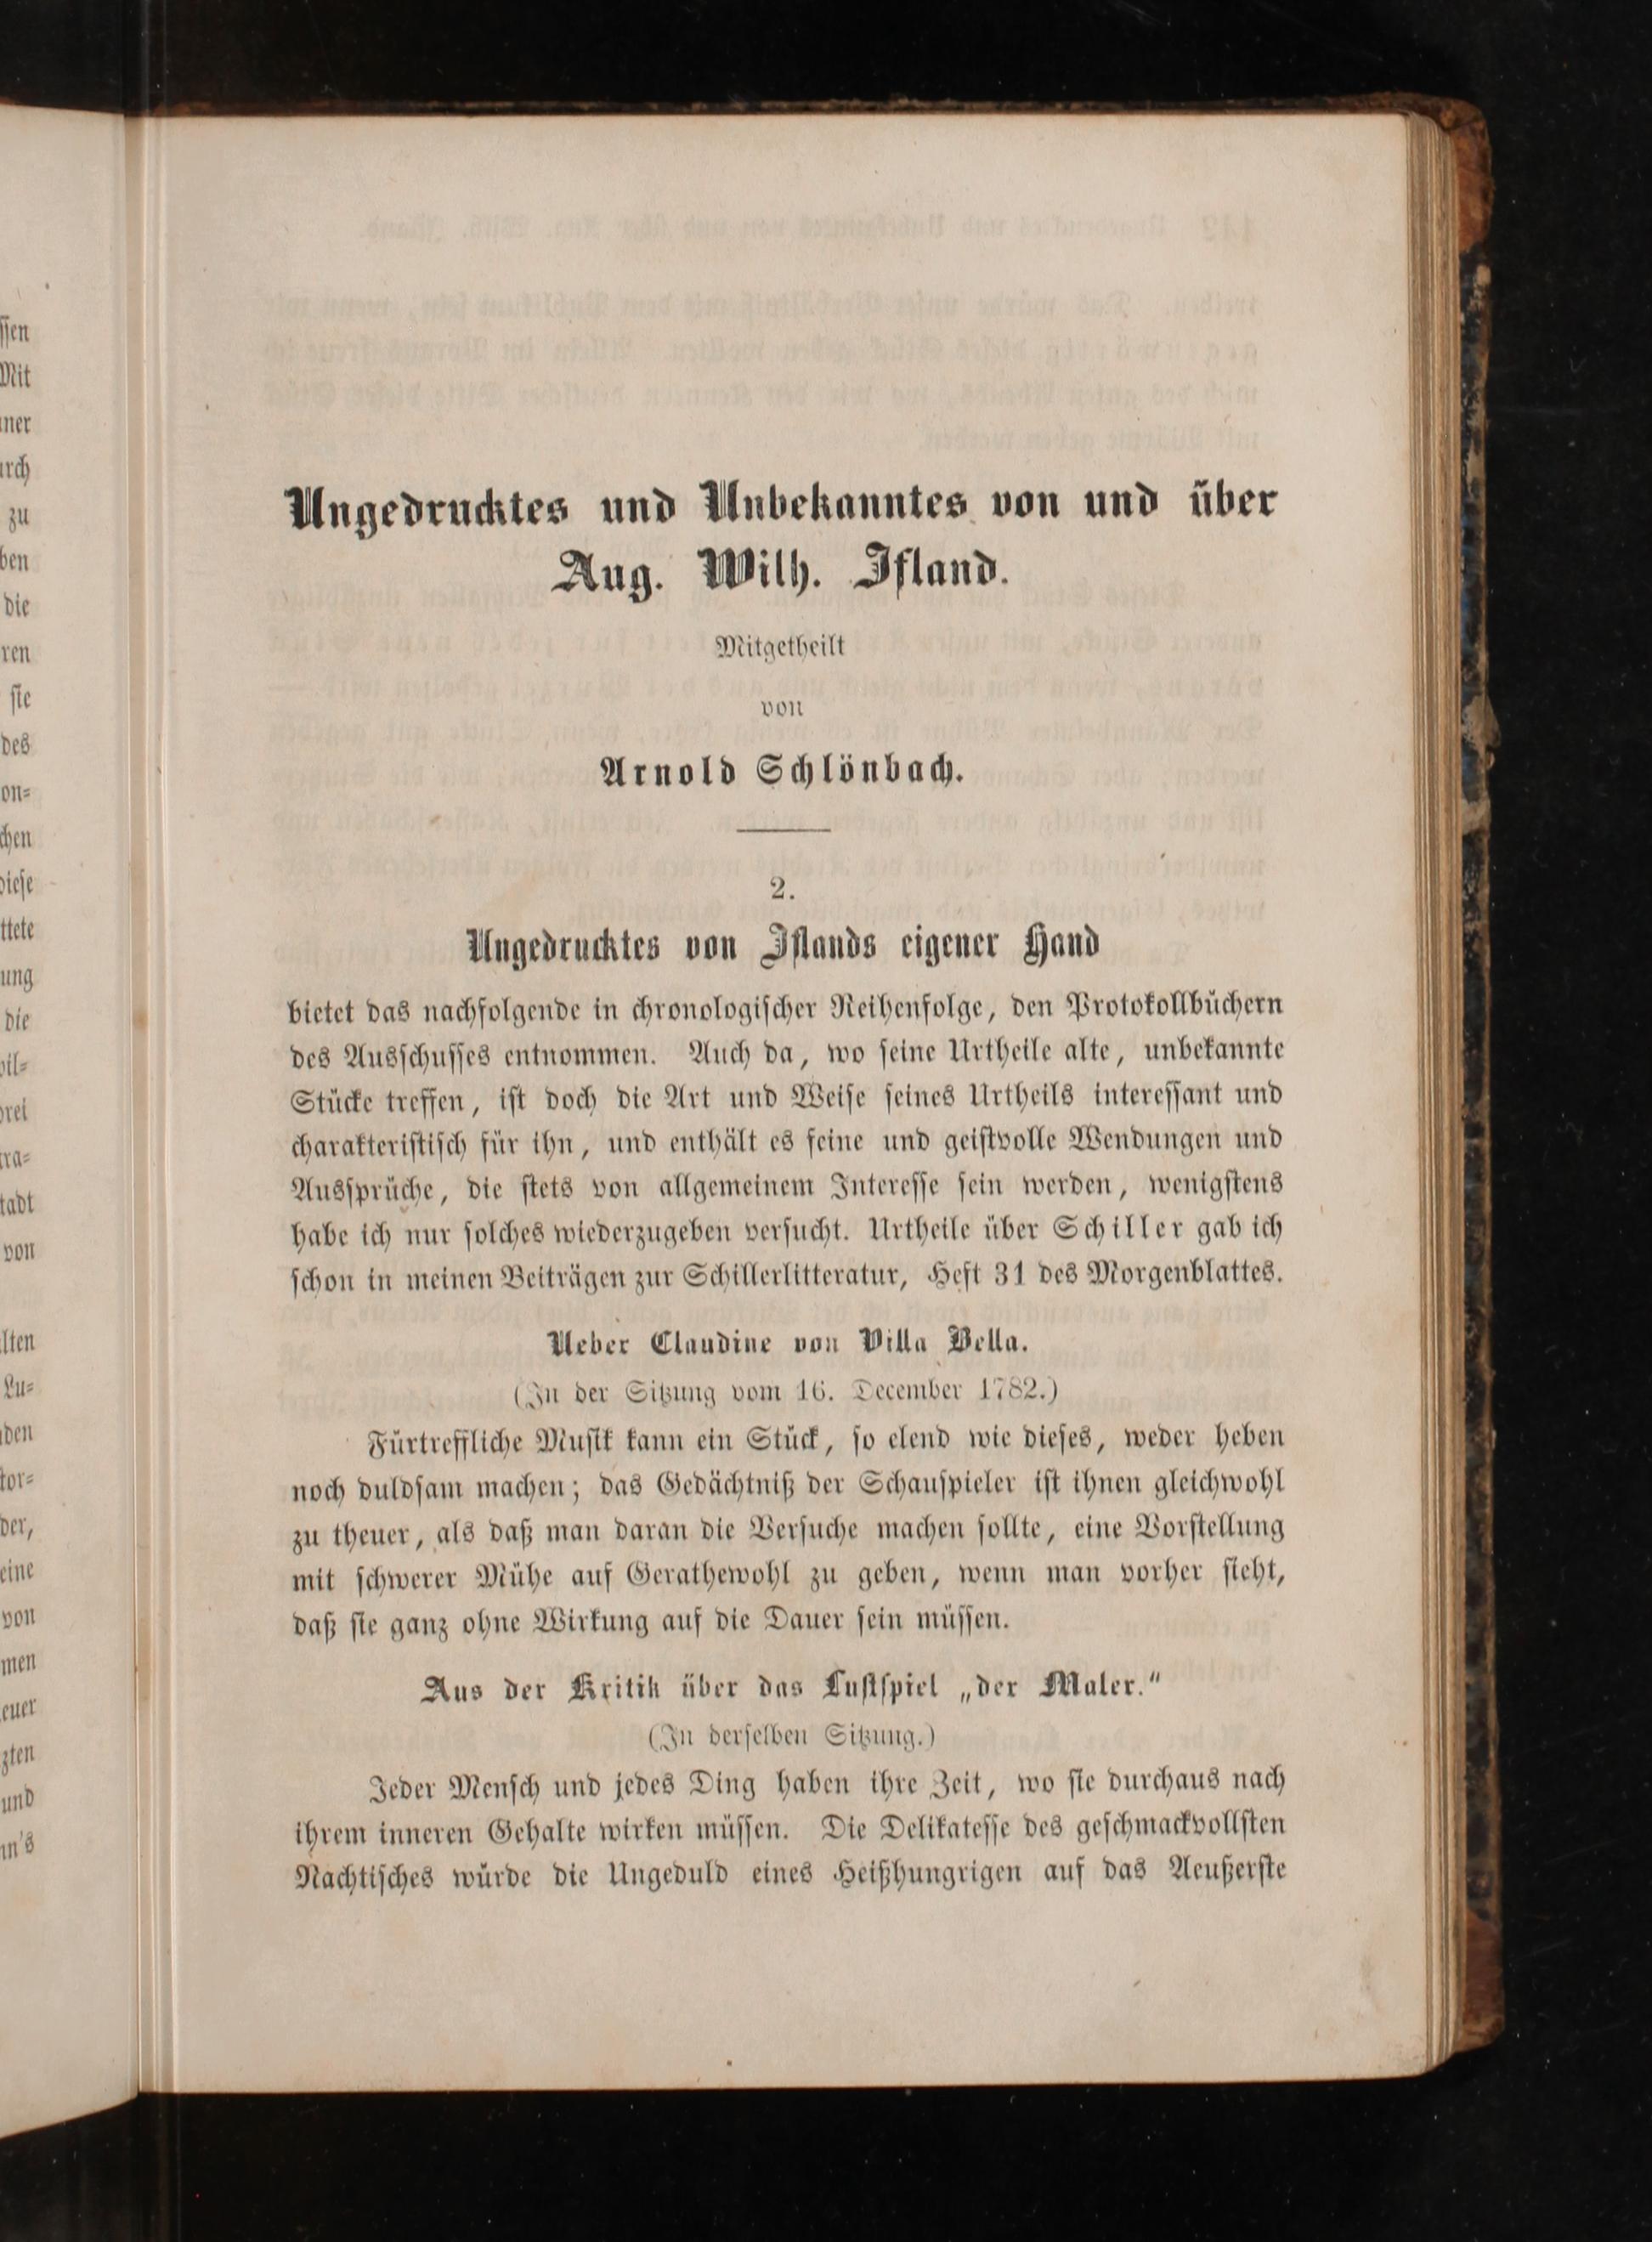 Ungedrucktes und Unbekanntes von und über
Aug. Wilh. Ifland.
Mitgetheilt
von
Arnold Schlönbach.
2.
Ungedrucktes von Iflands eigener Hand
bietet das nachfolgende in chronologischer Reihenfolge, den Protokollbüchern
des Ausschusses entnommen. Auch da, wo seine Urtheile alte, unbekannte
Stücke treffen, ist doch die Art und Weise seines Urtheils interessant und
charakteristisch für ihn, und enthält es feine und geistvolle Wendungen und
Aussprüche, die stets von allgemeinem Interesse sein werden, wenigstens
habe ich nur solches wiederzugeben versucht. Urtheile über Schiller gab ich
schon in meinen Beiträgen zur Schillerlitteratur, Heft 31 des Morgenblattes.
Ueber Claudine von Villa Bella.
(In der Sitzung vom 16. December 1782.)
Fürtreffliche Musik kann ein Stück, so elend wie dieses, weder heben
noch duldsam machen; das Gedächtniß der Schauspieler ist ihnen gleichwohl
zu theuer, als daß man daran die Versuche machen sollte, eine Vorstellung
mit schwerer Mühe auf Gerathewohl zu geben, wenn man vorher sieht,
daß sie ganz ohne Wirkung auf die Dauer sein müssen.
Aus der Kritik über das Lustspiel „der Maler.“
(In derselben Sitzung.)
Jeder Mensch und jedes Ding haben ihre Zeit, wo sie durchaus nach
ihrem inneren Gehalte wirken müssen. Die Delikatesse des geschmackvollsten
Nachtisches würde die Ungeduld eines Heißhungrigen auf das Aeußerste